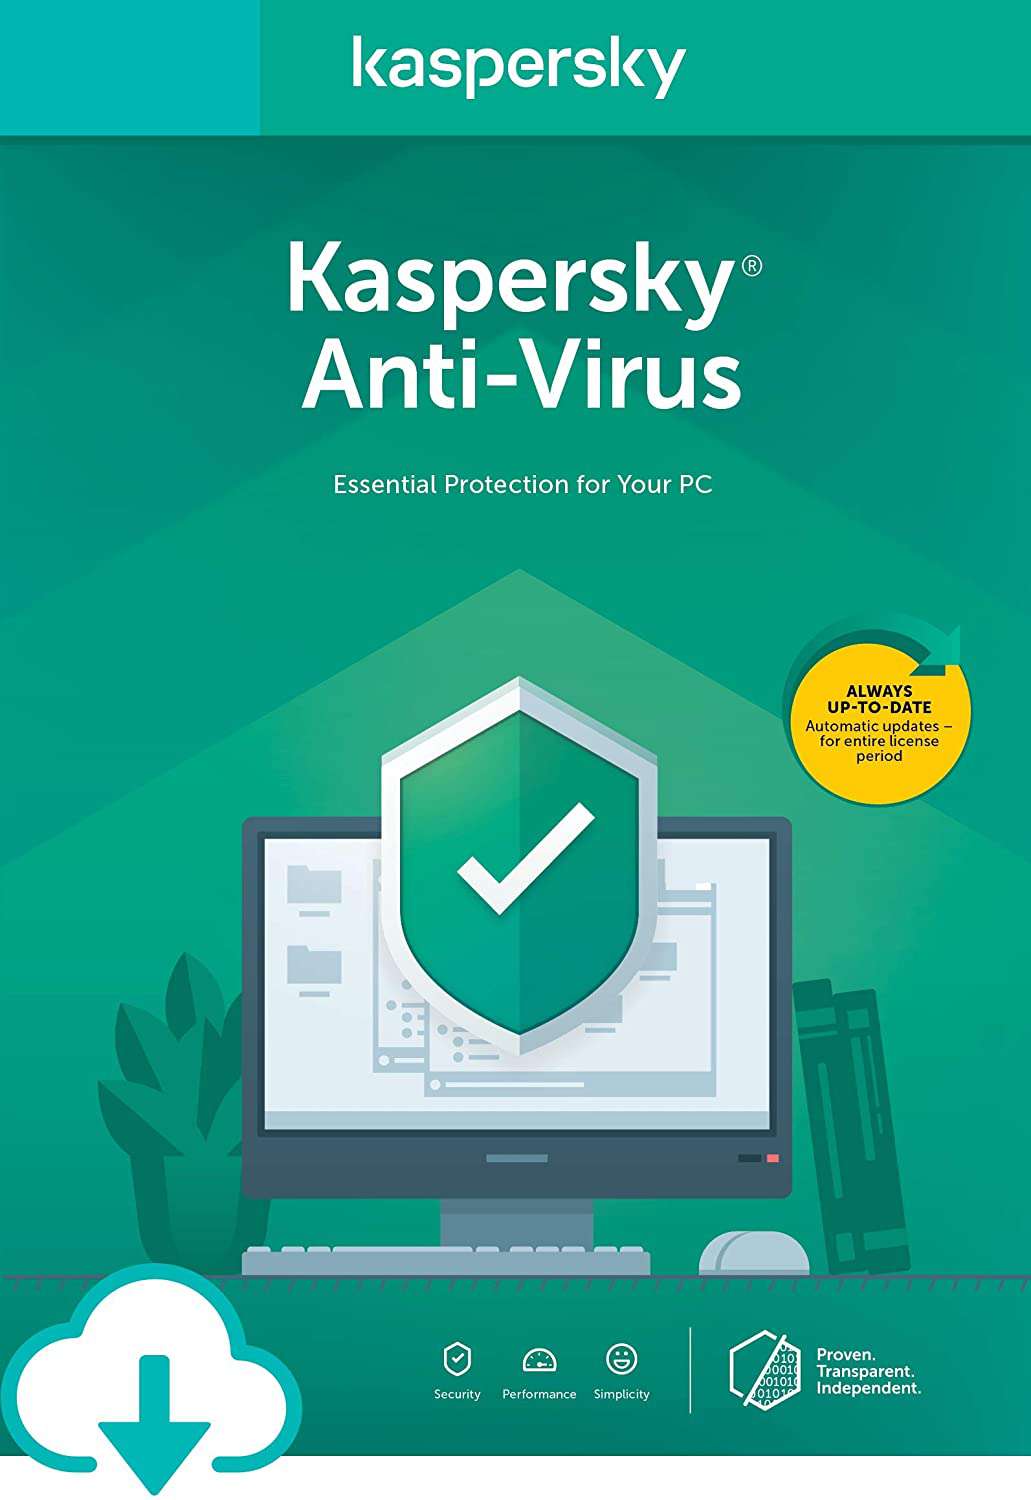 kaspersky
Kaspersky®
Anti-Virus
Essential Protection for Your PC
ALWAYS
UP-TO-DATE
Automatic updates –
for entire license
period
Security Performance Simplicity
Proven.
Transparent.
Independent.